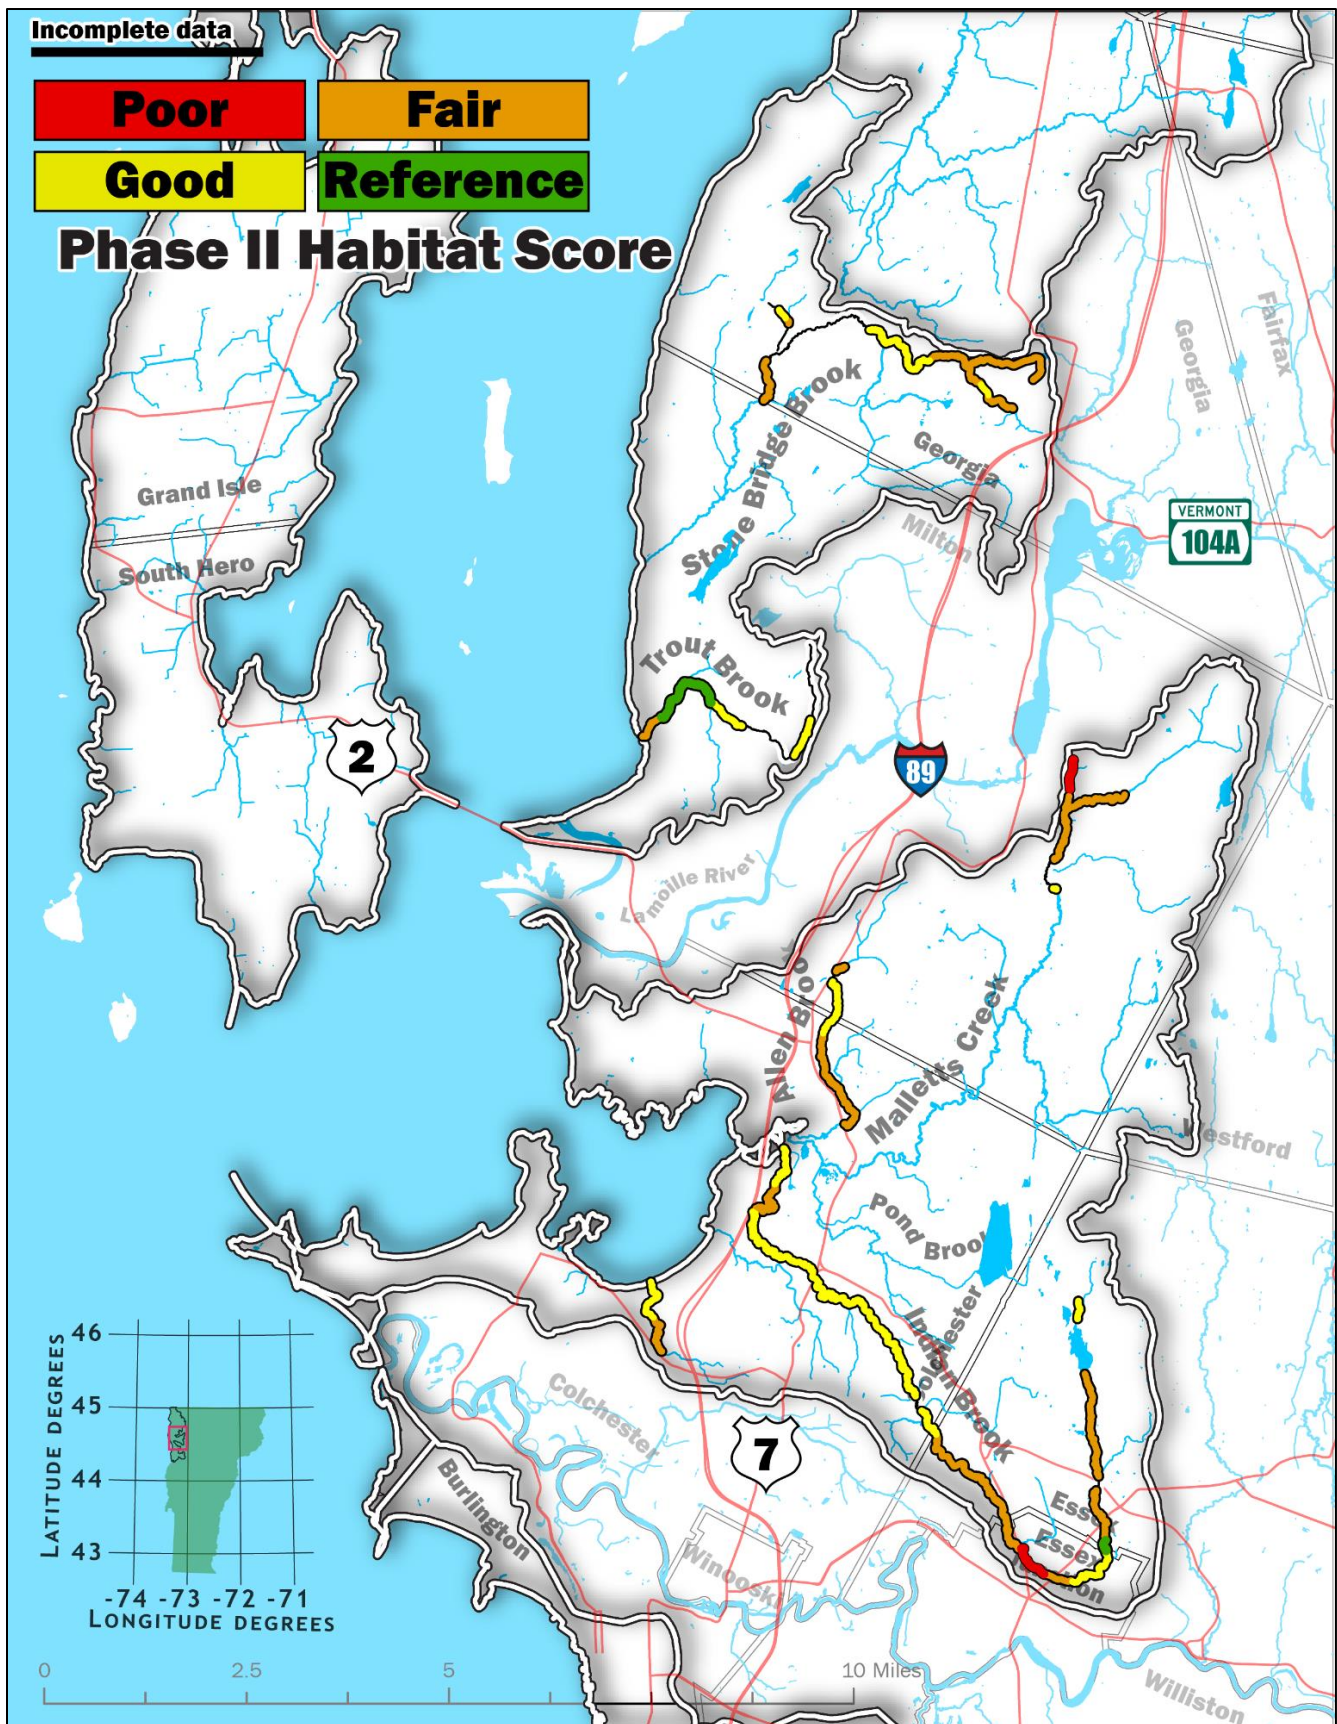 Incomplete data
Poor
Fair
Good
Reference
Phase II Habitat Score
Fairfax
Georgia
Stone Bridge Brook
Georgia
Grand Isle
Milton
VERMONT
104A
South Hero
Trout Brook
2
89
Lamoille River
Allen Brook
Malletts Creek
Westford
Pond Brook
Colchester
Indian Brook
46
45
44
43
LATITUDE DEGREES
-74 -73 -72 -71
LONGITUDE DEGREES
Colchester
7
Burlington
Essex
Essex
Junction
Winooski
Williston
0
2.5
5
10 Miles